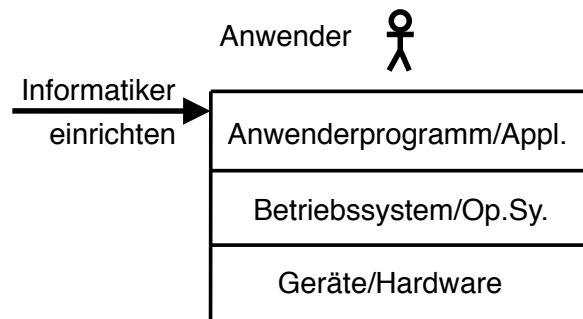 Anwender
Informatiker
einrichten
Anwenderprogramm/Appl.
Betriebssystem/Op.Sy.
Geräte/Hardware